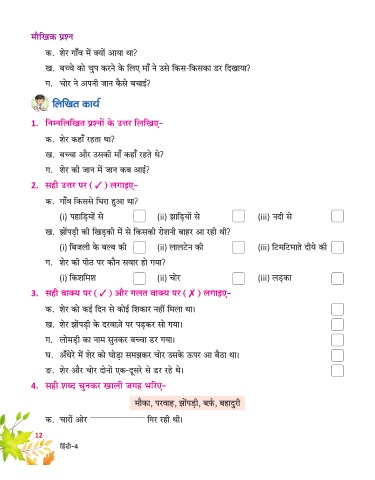 मौखिक प्रश्न
क. शेर गाँव में क्यों आया था?
ख. बच्चे को चुप करने के लिए माँ ने उसे किस-किसका डर दिखाया?
ग. चोर ने अपनी जान कैसे बचाई?
लिखित कार्य
1. निम्नलिखित प्रश्नों के उत्तर लिखिए-
क. शेर कहाँ रहता था?
ख. बच्चा और उसकी माँ कहाँ रहते थे?
ग. शेर की जान में जान कब आई?
2. सही उत्तर पर ( ✓ ) लगाइए-
क. गाँव किससे घिरा हुआ था?
(i) पहाड़ियों से (ii) झाड़ियों से (iii) नदी से
ख. झोंपड़ी की खिड़की में से किसकी रोशनी बाहर आ रही थी?
(i) बिजली के बल्ब की (ii) लालटेन की (iii) टिमटिमाते दीये की
ग. शेर की पीठ पर कौन सवार हो गया?
(i) किशमिश (ii) चोर (iii) लड़का
3. सही वाक्य पर ( ✓ ) और गलत वाक्य पर ( ✗ ) लगाइए-
क. शेर को कई दिन से कोई शिकार नहीं मिला था।
ख. शेर झोंपड़ी के दरवाज़े पर पड़कर सो गया।
ग. लोमड़ी का नाम सुनकर बच्चा डर गया।
घ. अँधेरे में शेर को घोड़ा समझकर चोर उसके ऊपर आ बैठा था।
ङ. शेर और चोर दोनों एक-दूसरे से डर रहे थे।
4. सही शब्द चुनकर खाली जगह भरिए-
मौका, परवाह, झोंपड़ी, बर्फ़, बहादुरी
क. चारों ओर ____________ गिर रही थी।
12
हिंदी-4